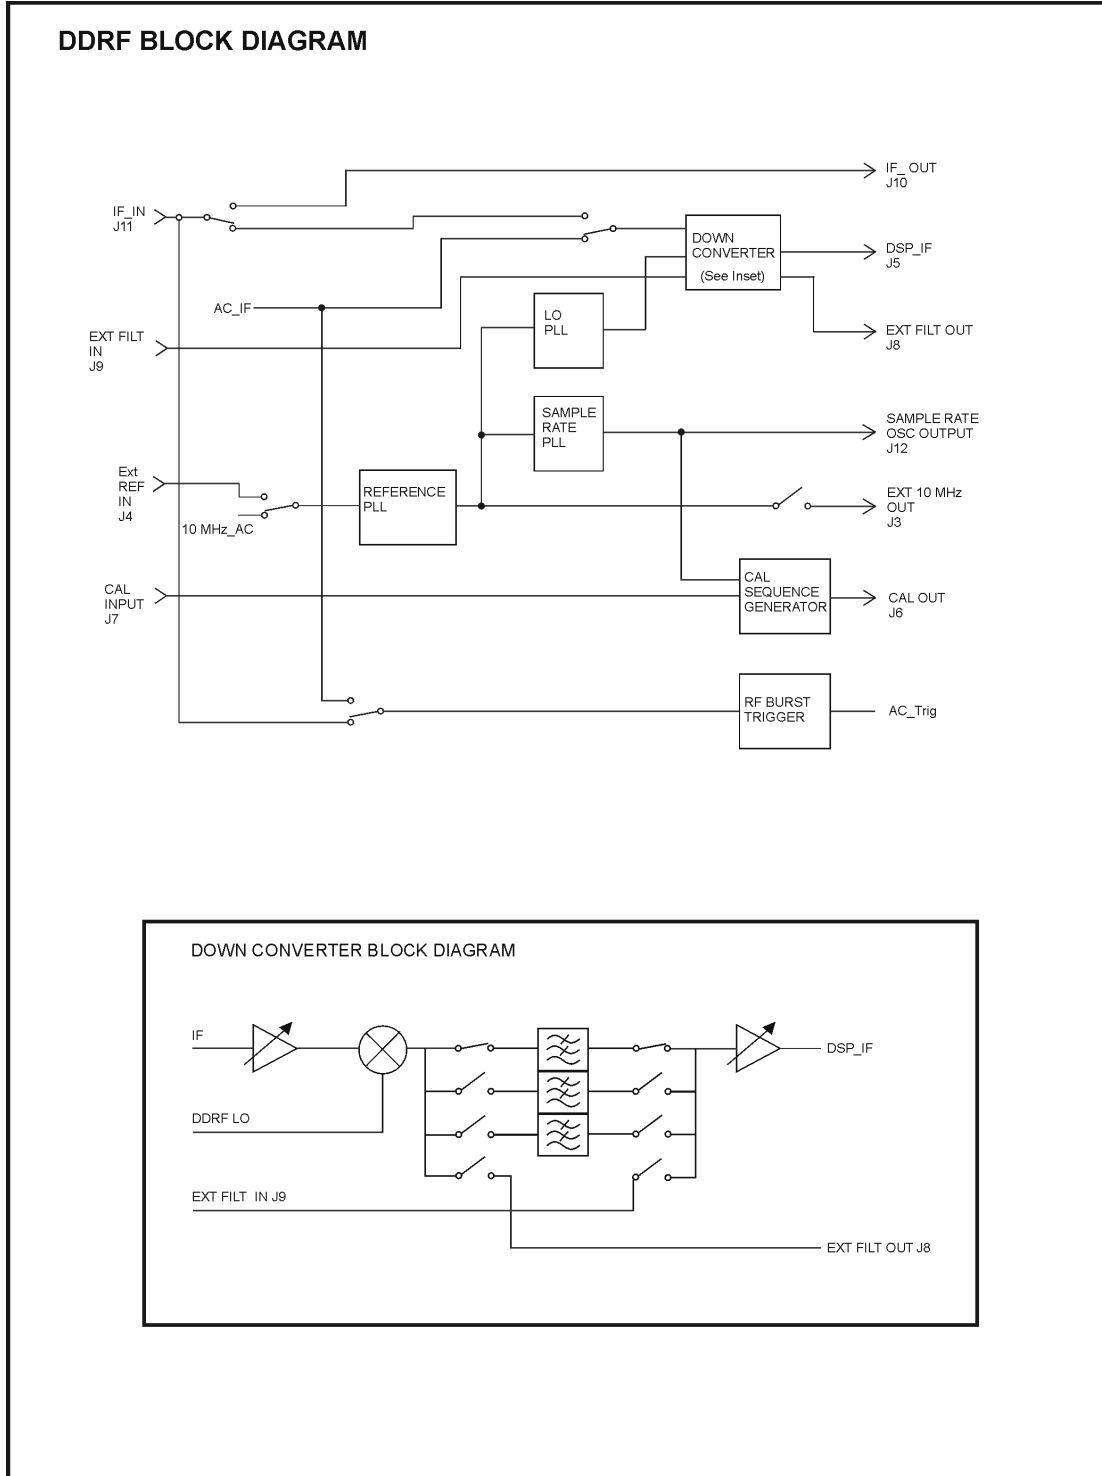 DDRF BLOCK DIAGRAM
IF_ OUT
J10
IF_IN
J11
DOWN
CONVERTER
(See Inset)
DSP_IF
J5
AC_IF
LO
PLL
EXT FILT
IN
J9
EXT FILT OUT
J8
SAMPLE
RATE
PLL
SAMPLE RATE
OSC OUTPUT
J12
Ext
REF
IN
J4
10 MHz_AC
REFERENCE
PLL
EXT 10 MHz
OUT
J3
CAL
INPUT
J7
CAL
SEQUENCE
GENERATOR
CAL OUT
J6
RF BURST
TRIGGER
AC_Trig
DOWN CONVERTER BLOCK DIAGRAM
IF
DSP_IF
DDRF LO
EXT FILT IN J9
EXT FILT OUT J8